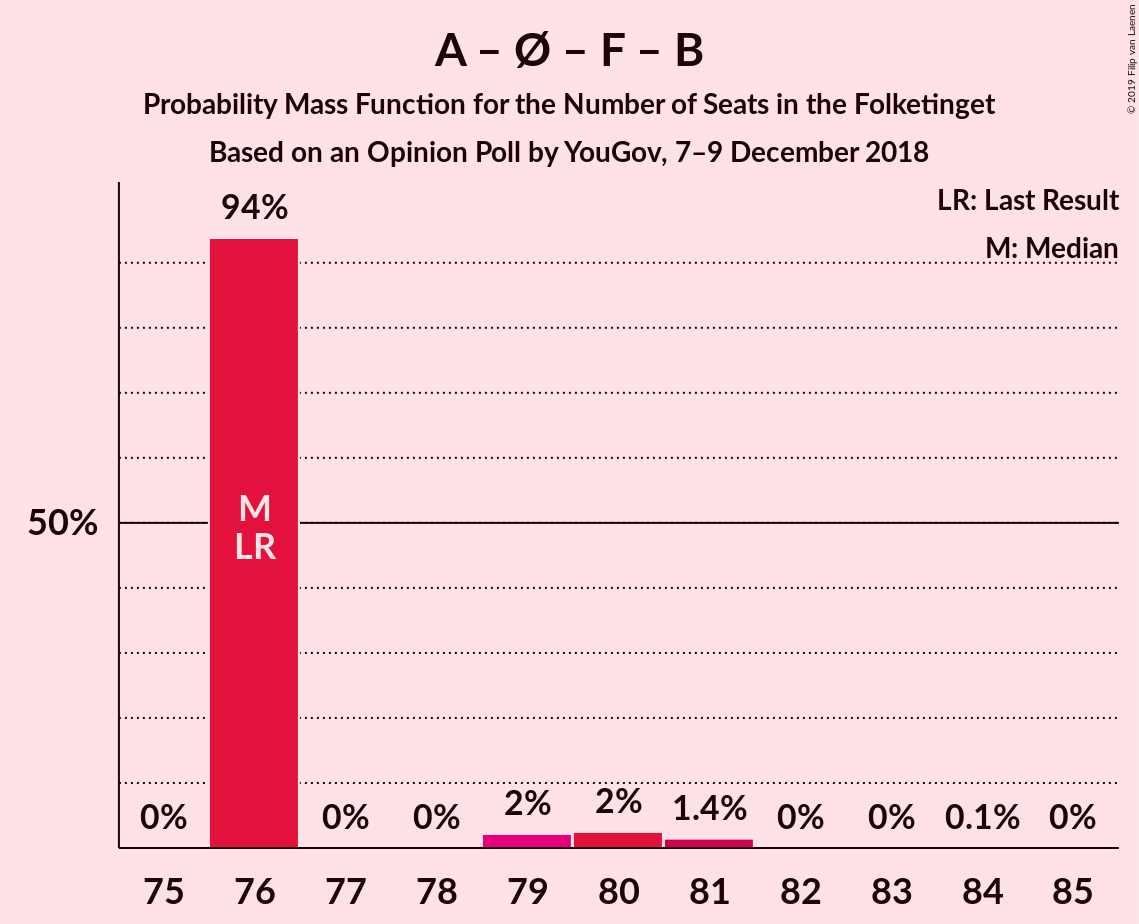 A – Ø – F – B
Probability Mass Function for the Number of Seats in the Folketinget
Based on an Opinion Poll by YouGov, 7–9 December 2018
© 2019 Filip van Laenen
LR: Last Result
M: Median
94%
50%
M
LR
0%
0%
0%
2%
2%
1.4%
0%
0%
0.1%
0%
75 76 77 78 79 80 81 82 83 84 85